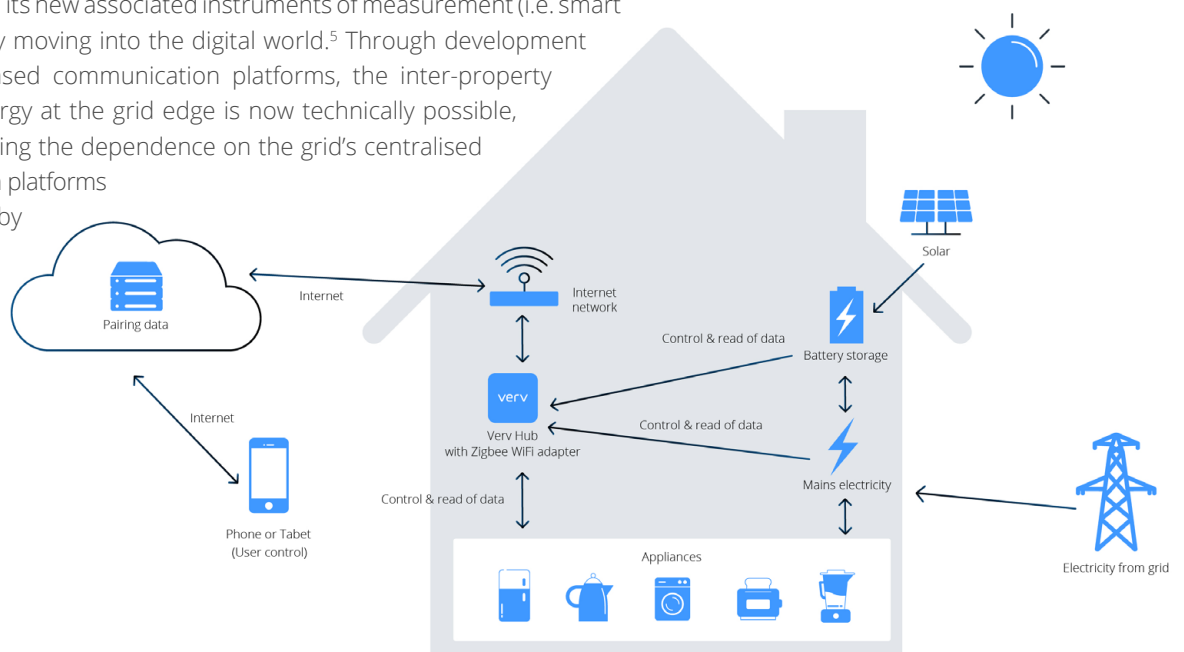 its new associated instruments of measurement (i.e. smart
moving into the digital world.⁵ Through development
communication platforms, the inter-property
at the grid edge is now technically possible,
the dependence on the grid’s centralised
platforms
by
Pairing data
Internet
Internet
network
Solar
Control & read of data
Battery storage
verv
Verv Hub
with Zigbee WiFi adapter
Control & read of data
Mains electricity
Internet
Control & read of data
Phone or Tabet
(User control)
Appliances
Electricity from grid